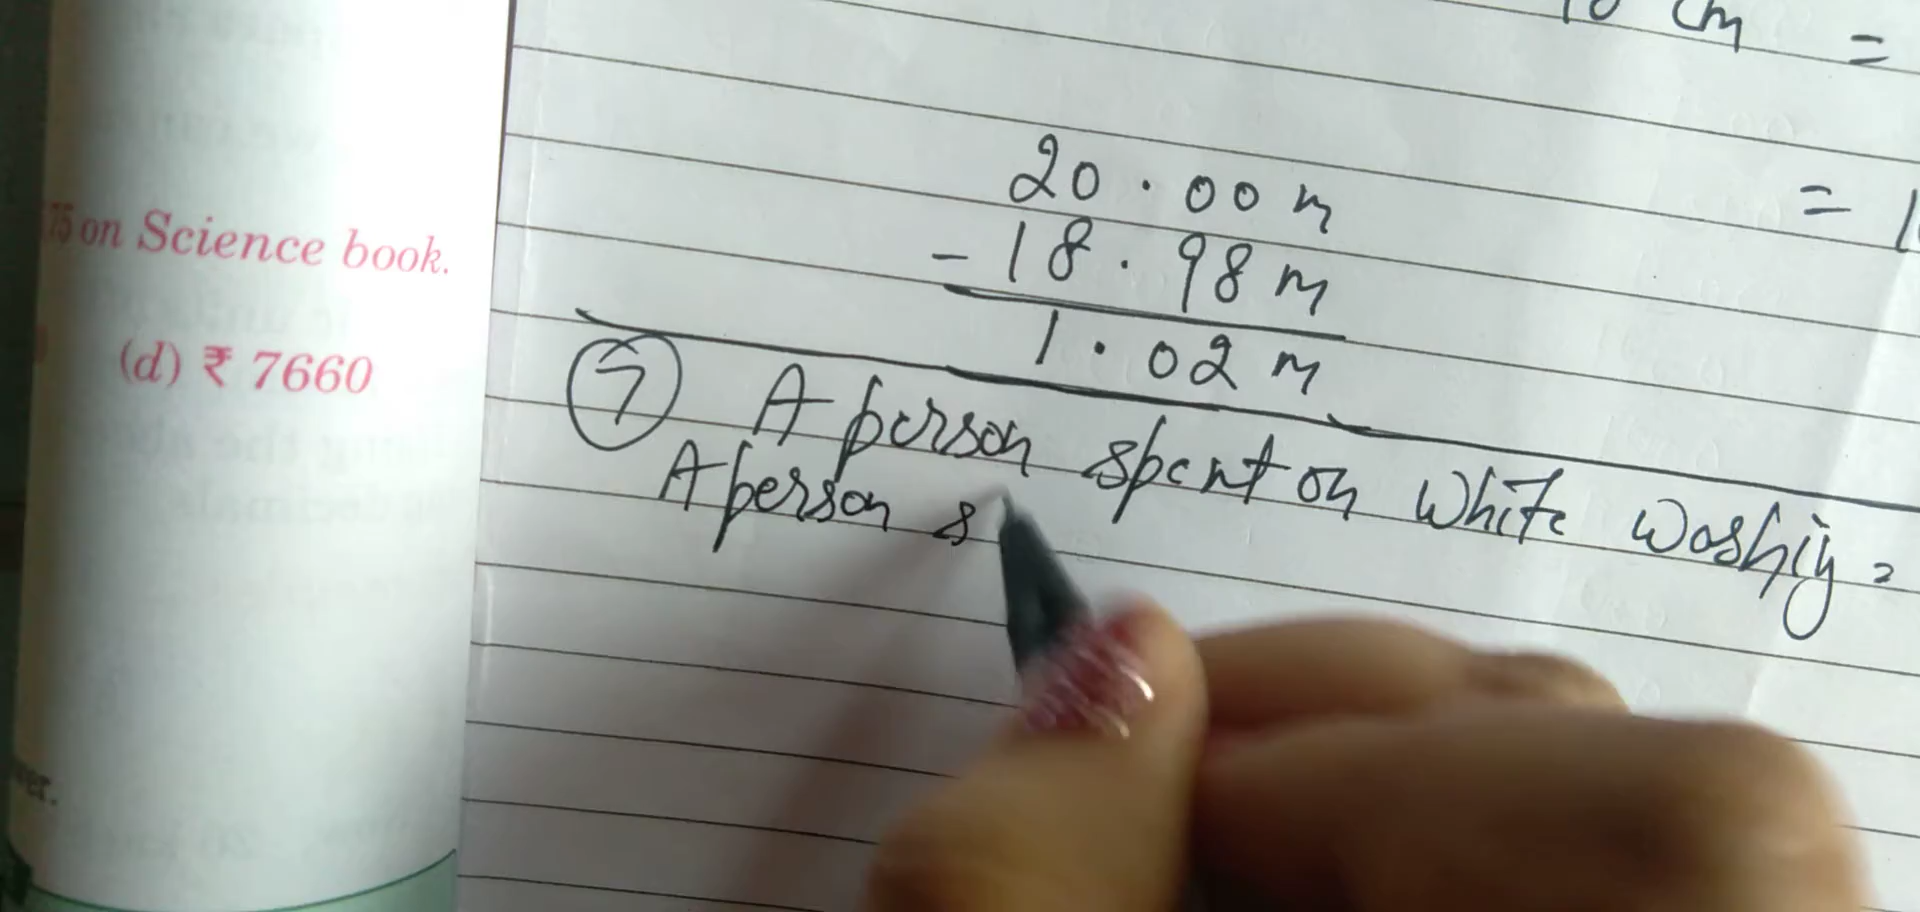 10 cm =
= 1
75 on Science book.
(d) ₹ 7660
20.00 m
- 18.98 m
1.02 m
7 A person spent on white washing =
A person s